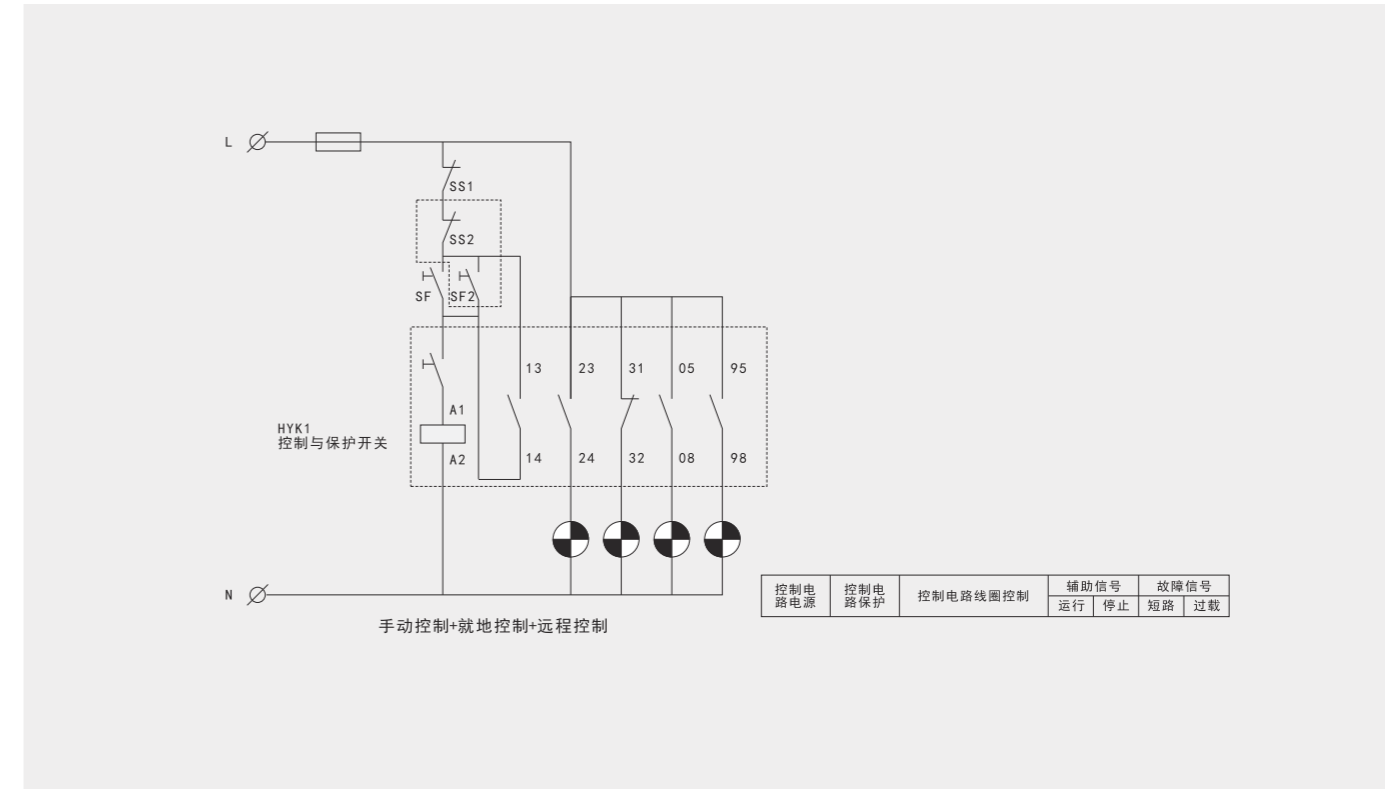 L
SS1
SS2
SF SF2
13 23 31 05 95
A1
HYK1
控制与保护开关
A2 14 24 32 08 98
N
控制电
路电源
控制电
路保护
控制电路线圈控制
辅助信号 故障信号
运行 停止 短路 过载
手动控制+就地控制+远程控制